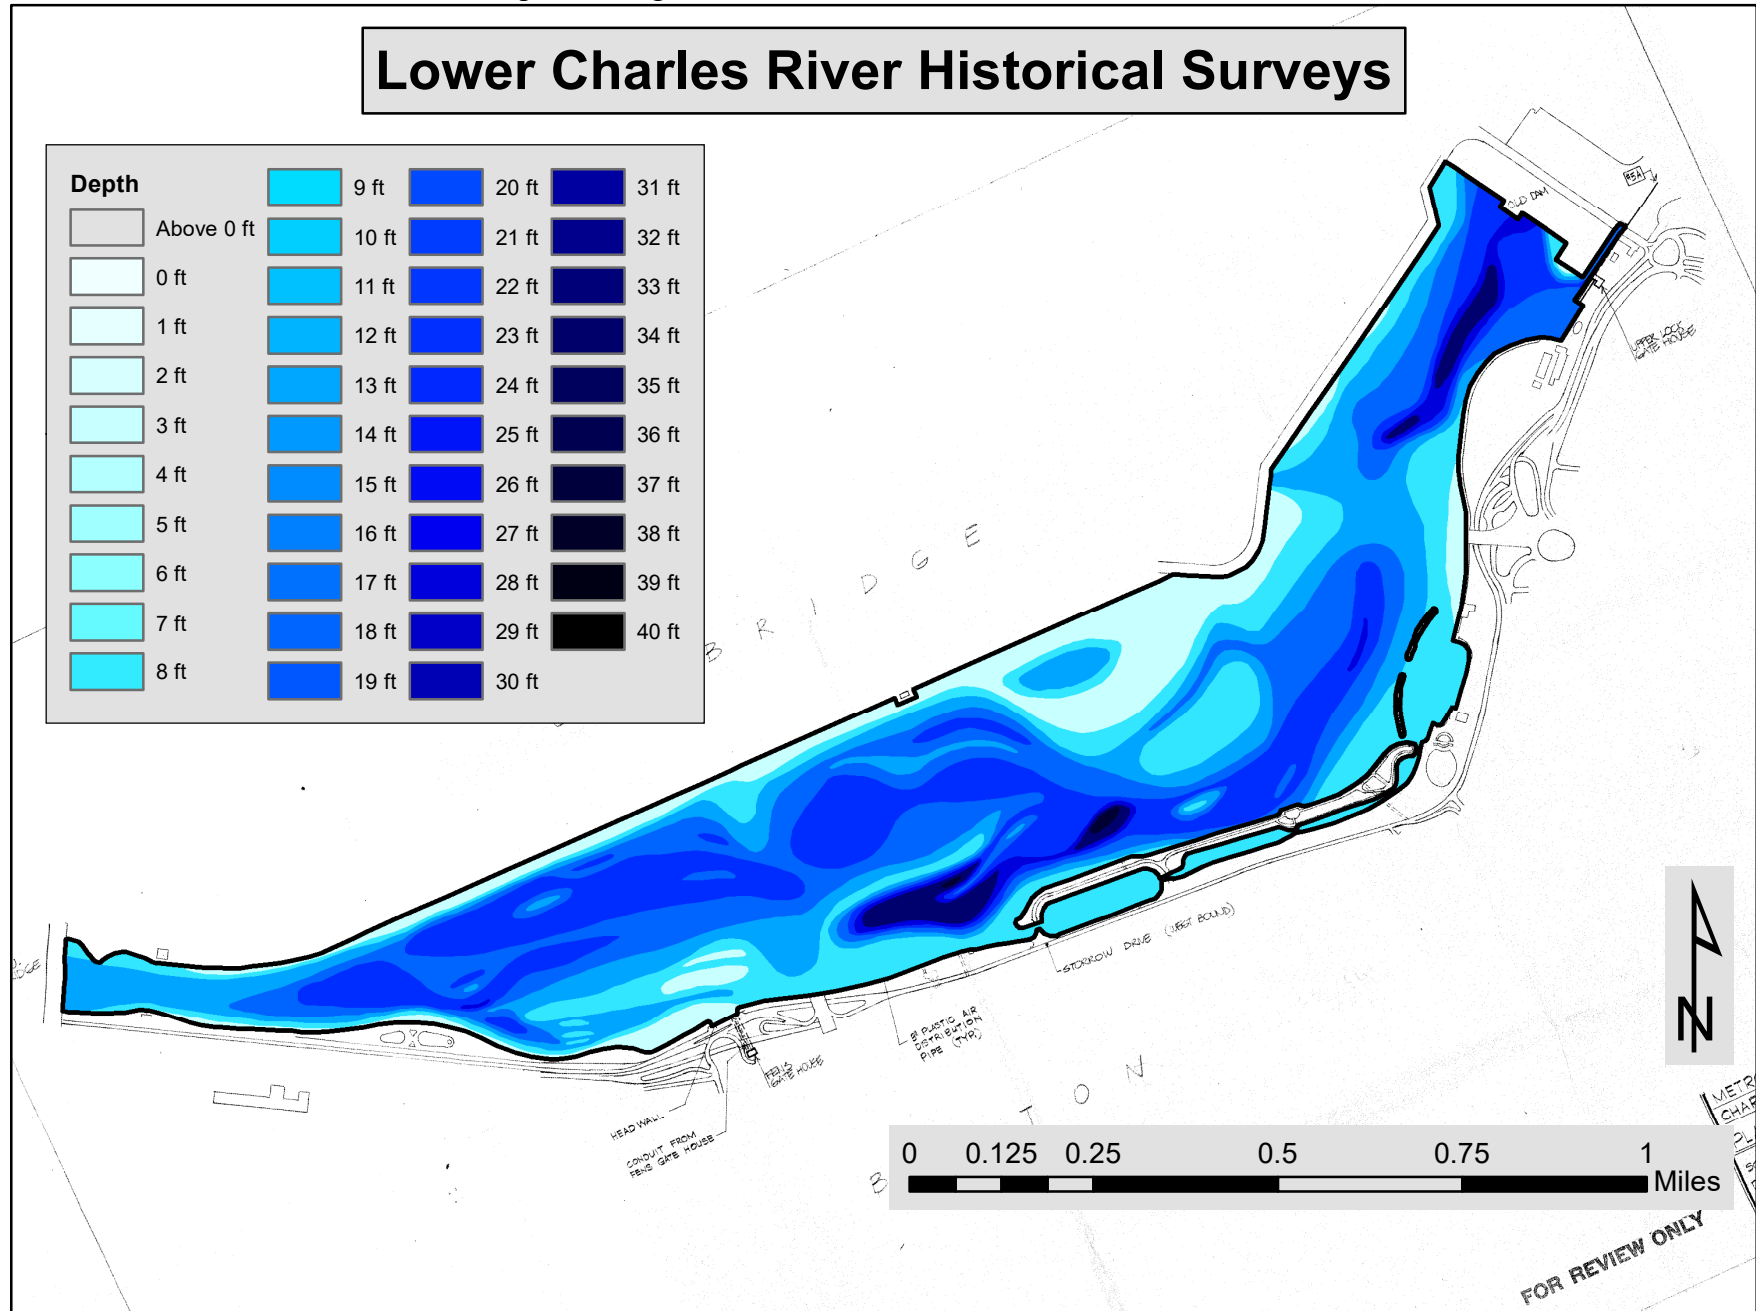 Lower Charles River Historical Surveys
Depth
Above 0 ft
0 ft
1 ft
2 ft
3 ft
4 ft
5 ft
6 ft
7 ft
8 ft
9 ft
10 ft
11 ft
12 ft
13 ft
14 ft
15 ft
16 ft
17 ft
18 ft
19 ft
20 ft
21 ft
22 ft
23 ft
24 ft
25 ft
26 ft
27 ft
28 ft
29 ft
30 ft
31 ft
32 ft
33 ft
34 ft
35 ft
36 ft
37 ft
38 ft
39 ft
40 ft
OLD DAM
#5A
UPPER LOCK
GATE HOUSE
B R I D G E
STORROW DRIVE (WEST BOUND)
8" PLASTIC AIR
DISTRIBUTION
PIPE (TYP.)
FENS
GATE HOUSE
HEAD WALL
CONDUIT FROM
FENS GATE HOUSE
B
T O N
N
0 0.125 0.25 0.5 0.75 1
Miles
METR
CHAR
PL
FOR REVIEW ONLY